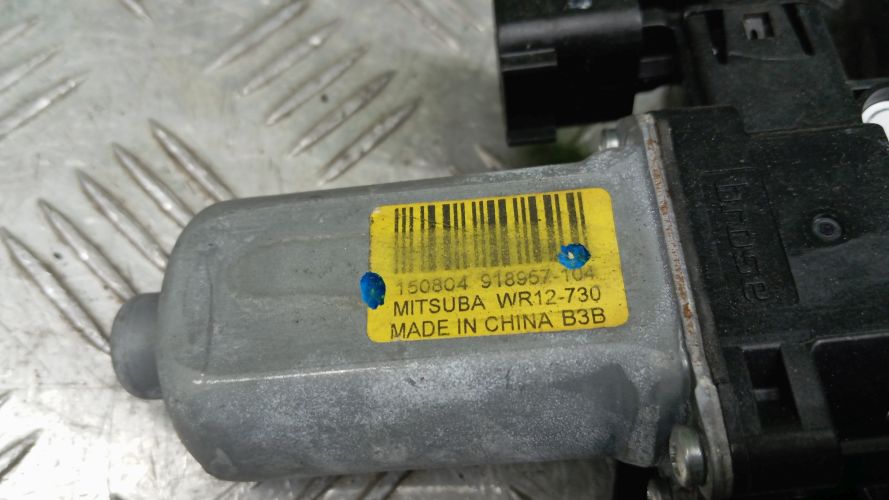 150804 918957-104
MITSUBA WR12-730
MADE IN CHINA B3B
brose